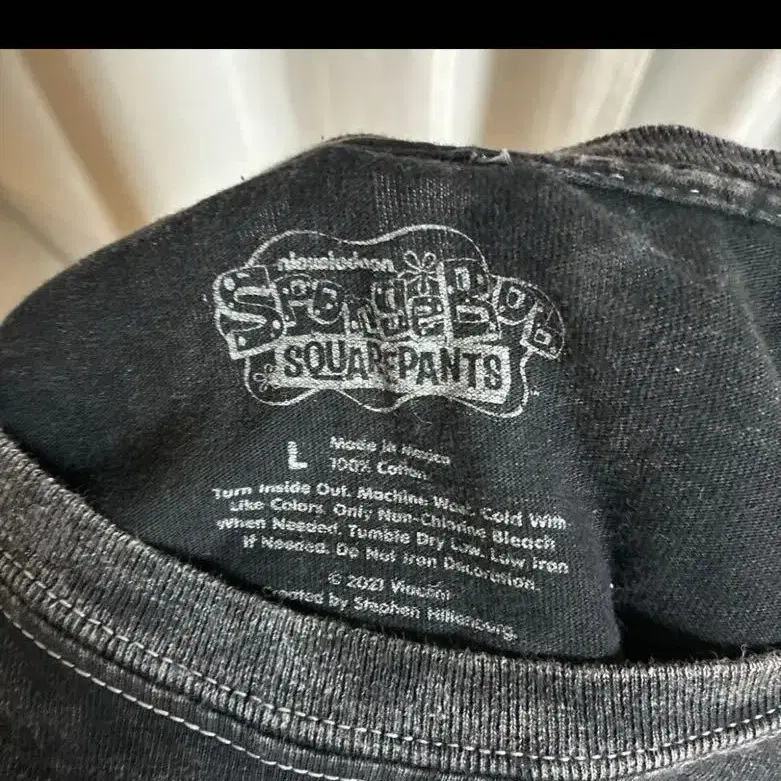 nickelodeon
SpongeBob
SQUAREPANTS
L
Made in Mexico
100% Cotton
Turn Inside Out. Machine Wash Cold With
Like Colors. Only Non-Chlorine Bleach
When Needed. Tumble Dry Low. Low Iron
If Needed. Do Not Iron Decoration.
© 2021 Viacom
Created by Stephen Hillenburg.